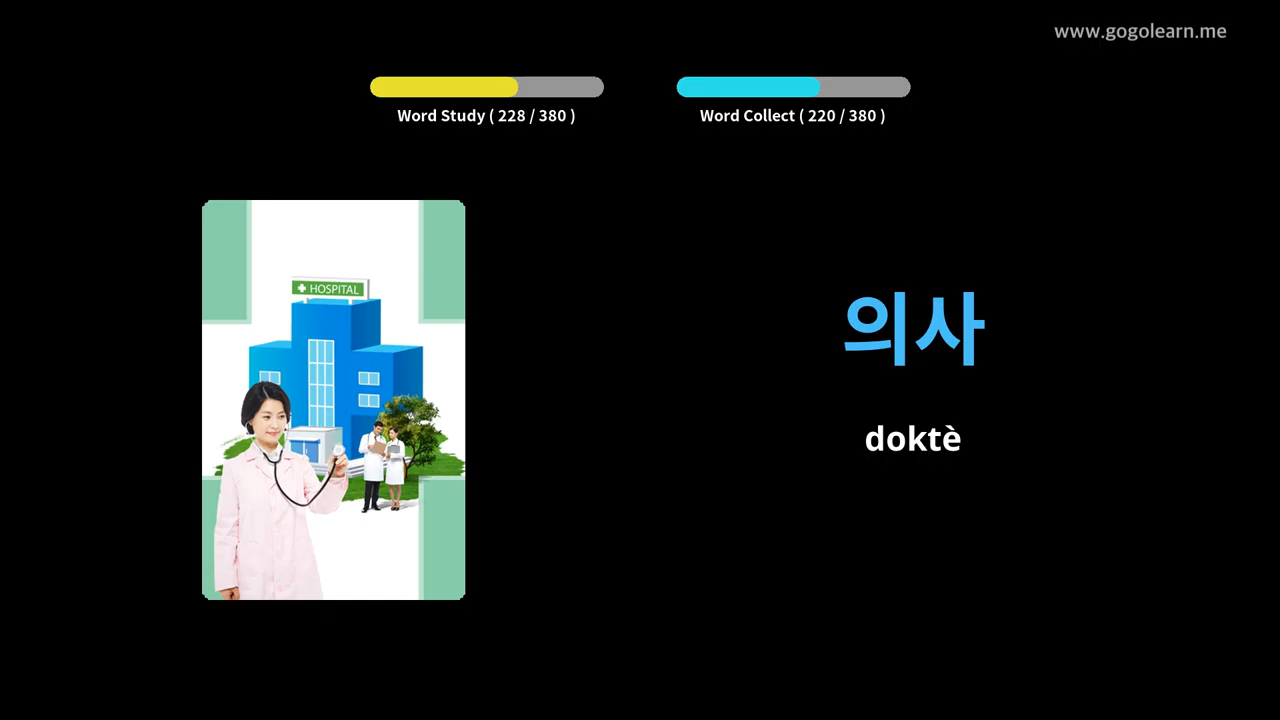 www.gogolearn.me
Word Study ( 228 / 380 )
Word Collect ( 220 / 380 )
HOSPITAL
의사
doktè